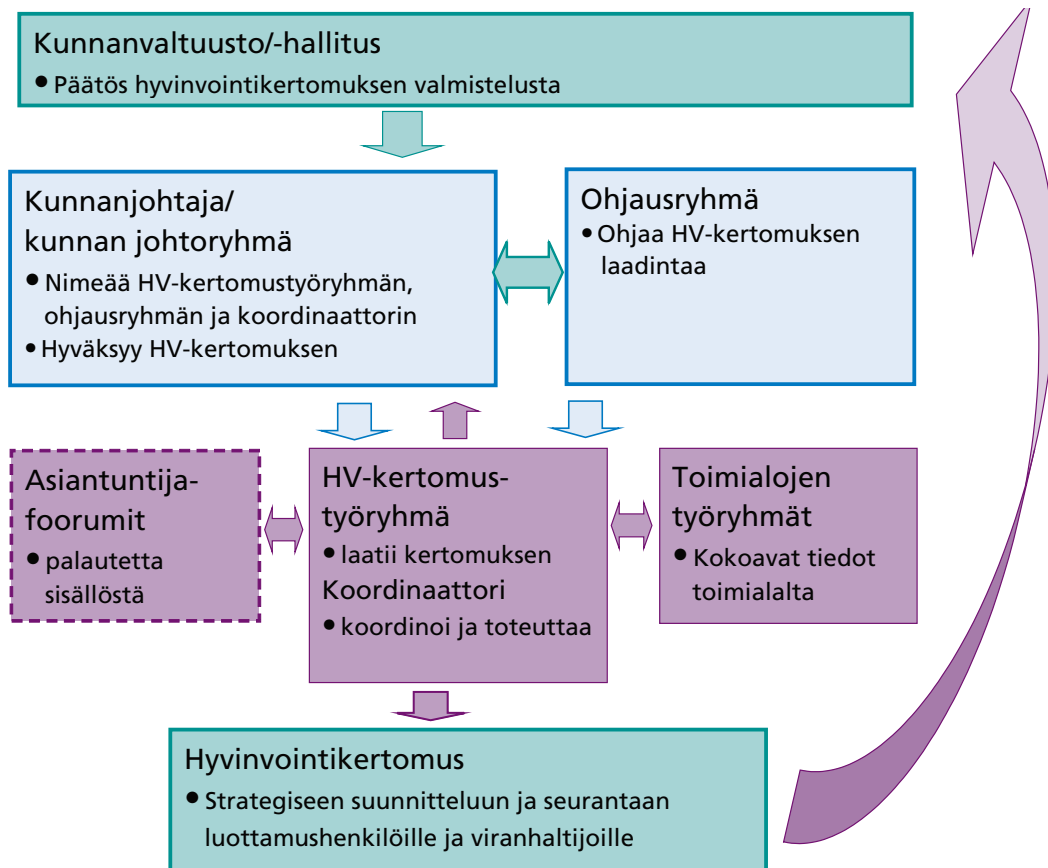 Kunnanvaltuusto/-hallitus
• Päätös hyvinvointikertomuksen valmistelusta
Kunnanjohtaja/
kunnan johtoryhmä
• Nimeää HV-kertomustyöryhmän,
ohjausryhmän ja koordinaattorin
• Hyväksyy HV-kertomuksen
Ohjausryhmä
• Ohjaa HV-kertomuksen
laadintaa
Asiantuntija-
foorumit
• palautetta
sisällöstä
HV-kertomus-
työryhmä
• laatii kertomuksen
Koordinaattori
• koordinoi ja toteuttaa
Toimialojen
työryhmät
• Kokoavat tiedot
toimialalta
Hyvinvointikertomus
• Strategiseen suunnitteluun ja seurantaan
luottamushenkilöille ja viranhaltijoille